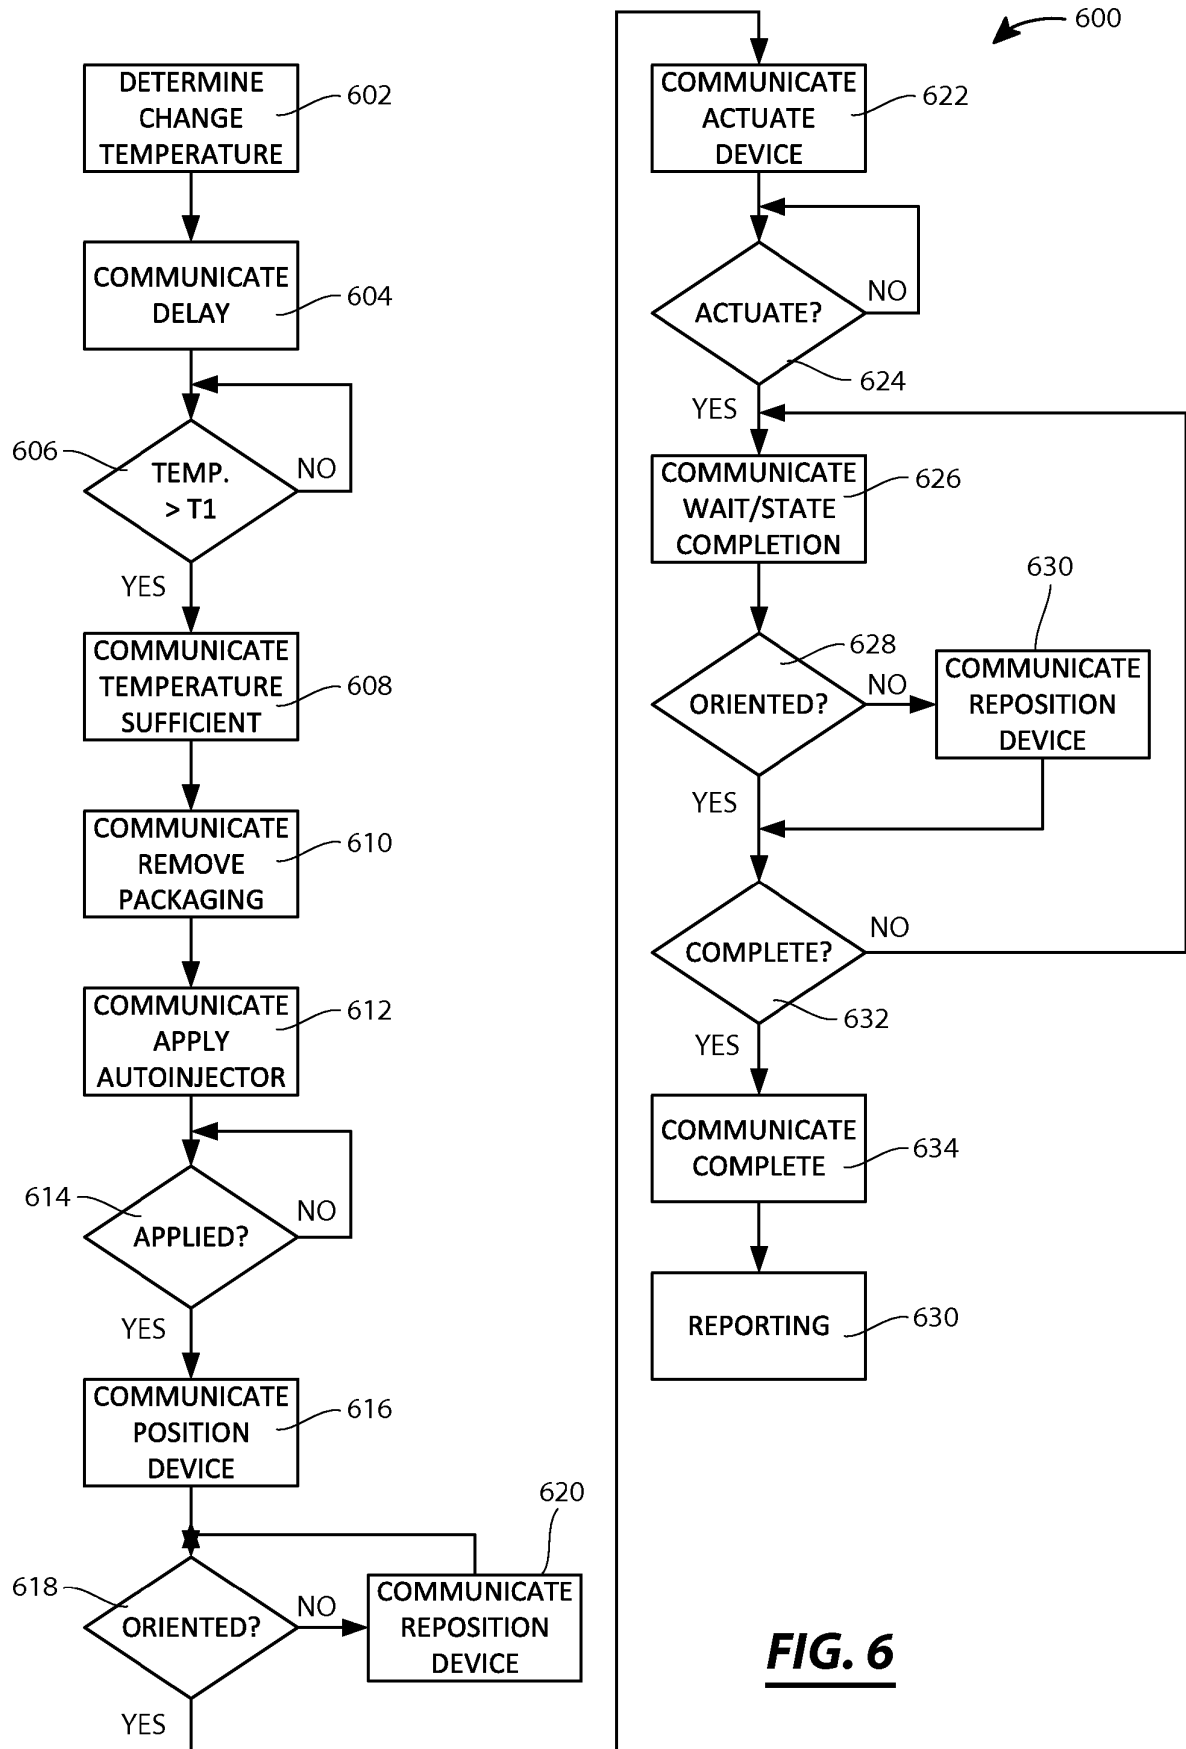 DETERMINE
CHANGE
TEMPERATURE
602
COMMUNICATE
DELAY
604
606
TEMP.
> T1
NO
YES
COMMUNICATE
TEMPERATURE
SUFFICIENT
608
COMMUNICATE
REMOVE
PACKAGING
610
COMMUNICATE
APPLY
AUTOINJECTOR
612
614
APPLIED?
NO
YES
COMMUNICATE
POSITION
DEVICE
616
618
ORIENTED?
NO
620
COMMUNICATE
REPOSITION
DEVICE
YES
600
COMMUNICATE
ACTUATE
DEVICE
622
ACTUATE?
NO
624
YES
COMMUNICATE
WAIT/STATE
COMPLETION
626
628
ORIENTED?
NO
630
COMMUNICATE
REPOSITION
DEVICE
YES
COMPLETE?
NO
632
YES
COMMUNICATE
COMPLETE
634
REPORTING
630
FIG. 6